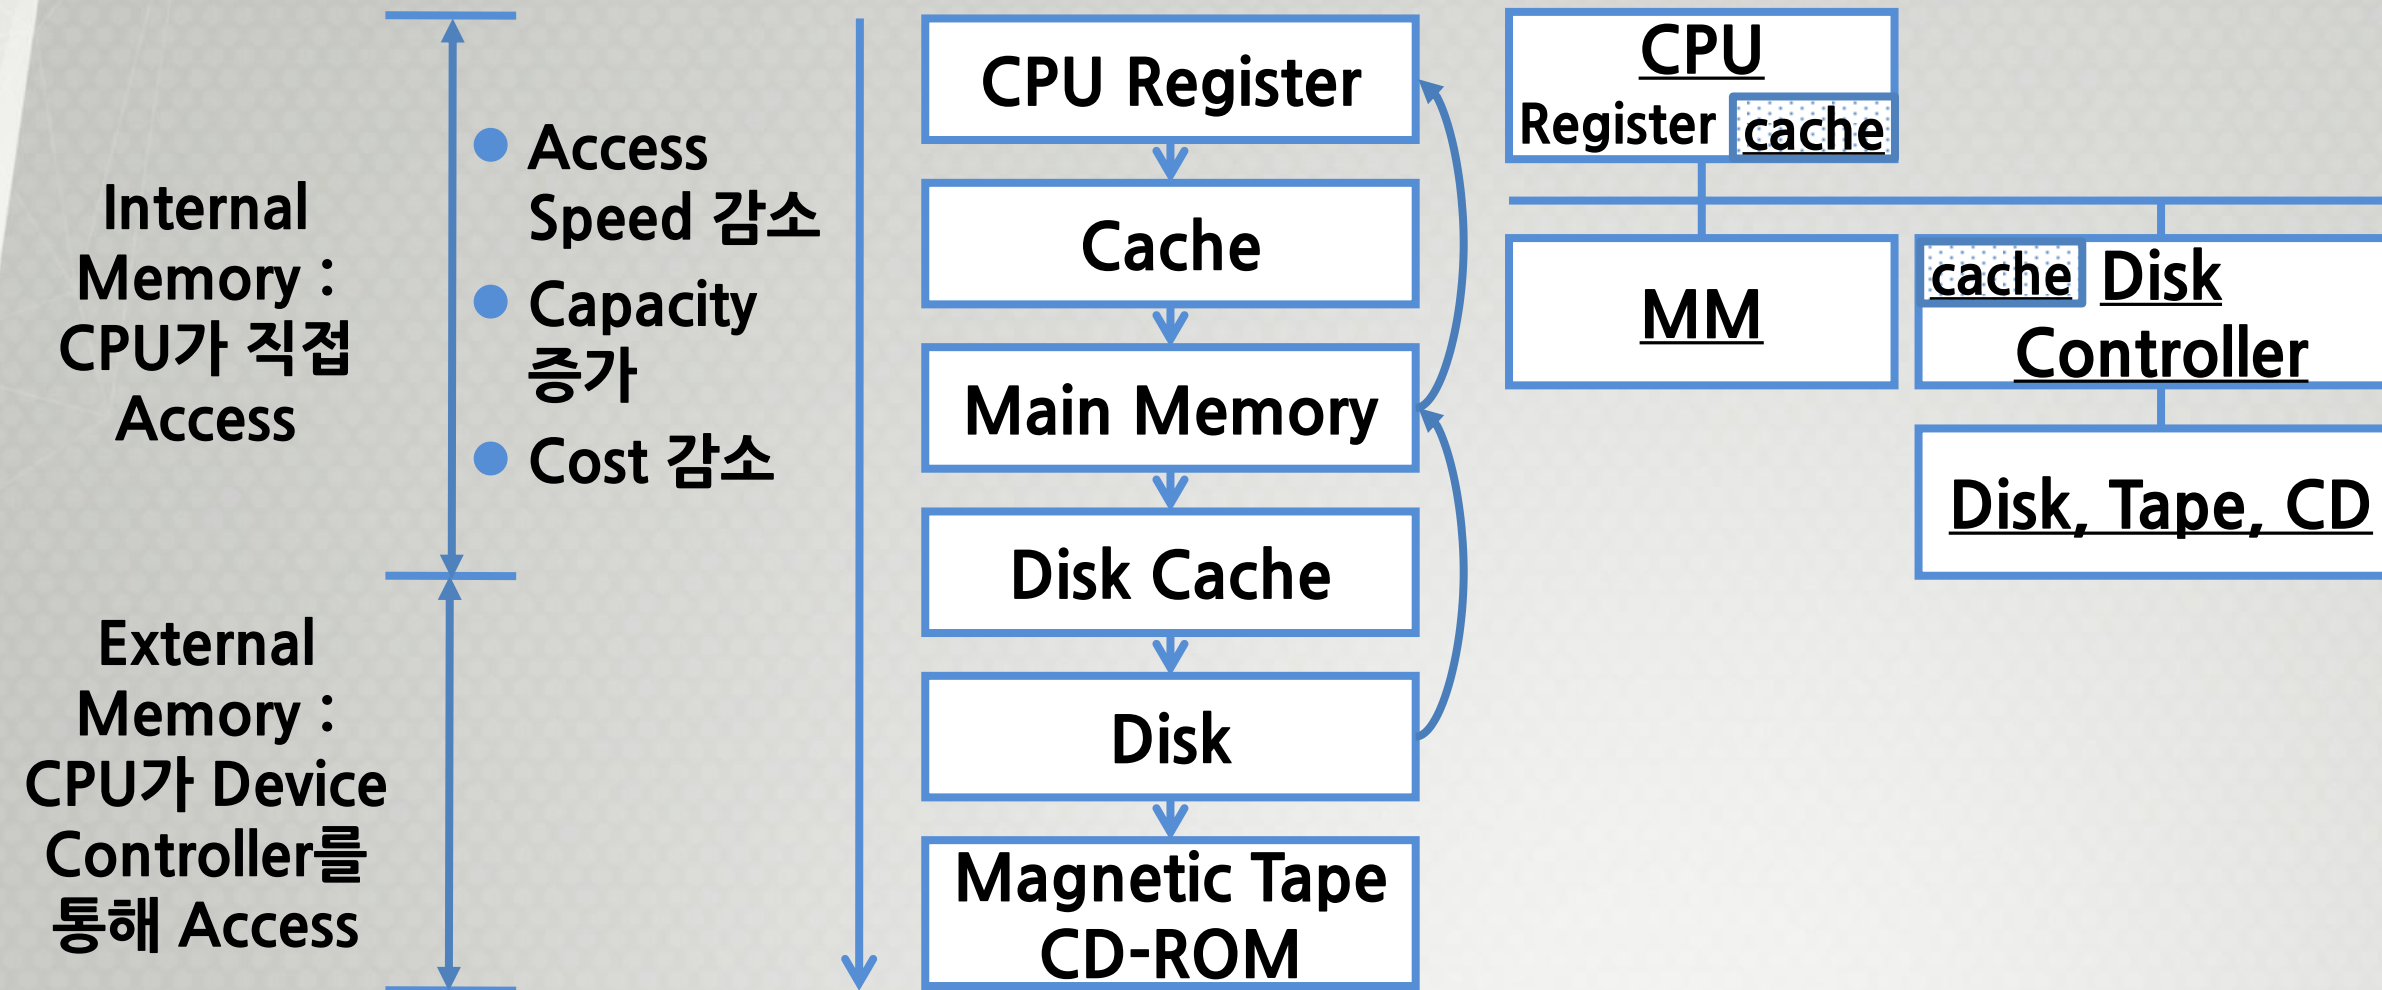 Internal
Memory :
CPU가 직접
Access
External
Memory :
CPU가 Device
Controller를
통해 Access
Access
Speed 감소
Capacity
증가
Cost 감소
CPU Register
Cache
Main Memory
Disk Cache
Disk
Magnetic Tape
CD-ROM
CPU
Register cache
MM
cache Disk
Controller
Disk, Tape, CD